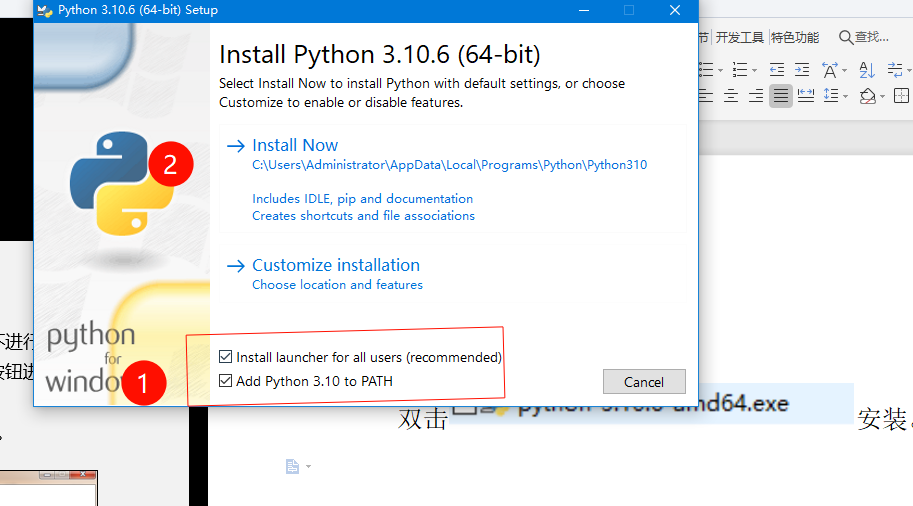 Python 3.10.6 (64-bit) Setup
Install Python 3.10.6 (64-bit)
Select Install Now to install Python with default settings, or choose
Customize to enable or disable features.
Install Now
C:\Users\Administrator\AppData\Local\Programs\Python\Python310
Includes IDLE, pip and documentation
Creates shortcuts and file associations
Customize installation
Choose location and features
Install launcher for all users (recommended)
Add Python 3.10 to PATH
Cancel
2
python
for
windows
1
节
开发工具
特色功能
查找...
不进行
按钮进
。
双击
python-3.10.6-amd64.exe
安装。